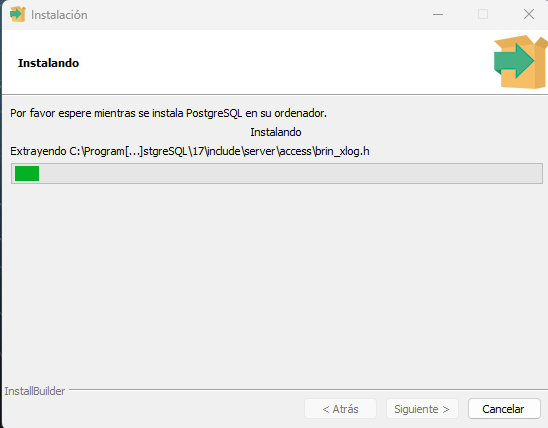 Instalación
Instalando
Por favor espere mientras se instala PostgreSQL en su ordenador.
Instalando
Extrayendo C:\Program[...]stgreSQL\17\include\server\access\brin_xlog.h
InstallBuilder
< Atrás
Siguiente >
Cancelar